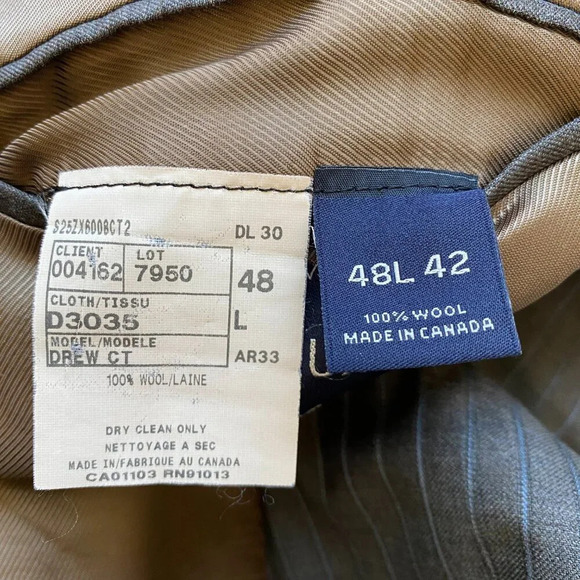 S25ZX6008CT2 DL 30
CLIENT LOT
004162 7950 48
CLOTH/TISSU
D3035 L
MODEL/MODELE
DREW CT AR33
100% WOOL/LAINE
DRY CLEAN ONLY
NETTOYAGE A SEC
MADE IN/FABRIQUE AU CANADA
CA01103 RN91013
48L 42
100% WOOL
MADE IN CANADA